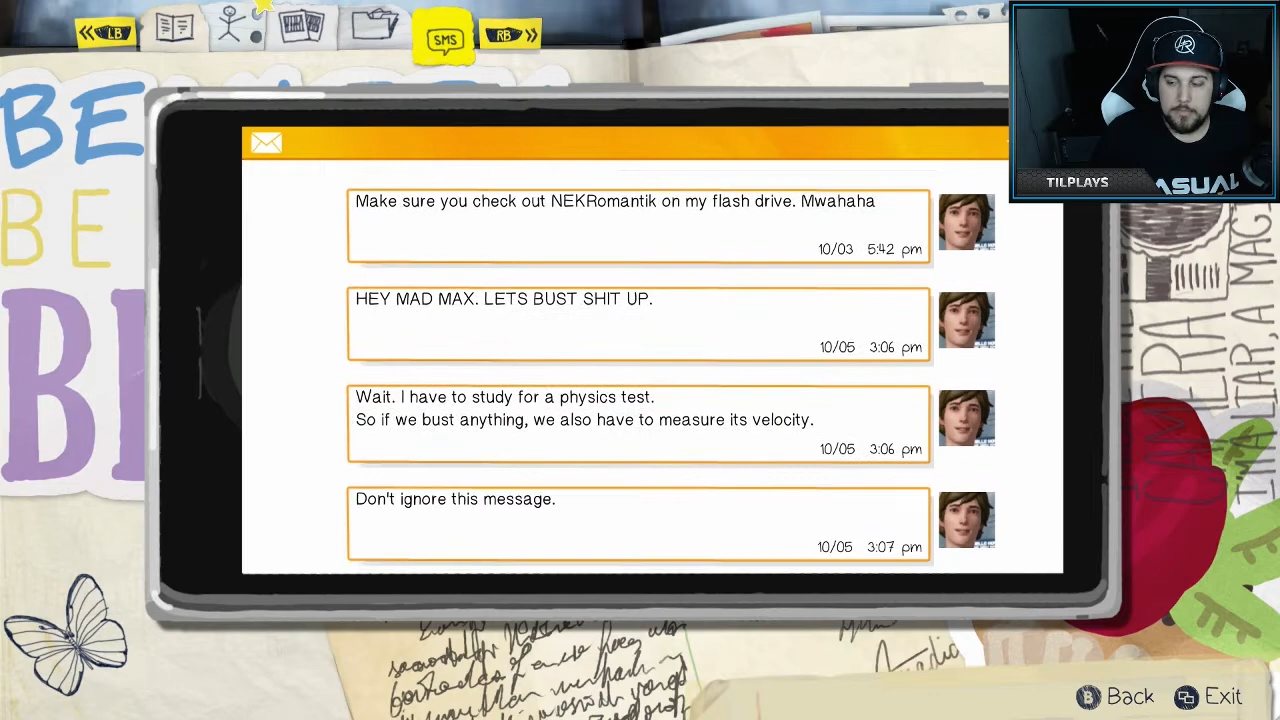 LB
SMS
RB
BE
BE
B
Make sure you check out NEKRomantik on my flash drive. Mwahaha
10/03 5:42 pm
HEY MAD MAX. LETS BUST SHIT UP.
10/05 3:06 pm
Wait. I have to study for a physics test.
So if we bust anything, we also have to measure its velocity.
10/05 3:06 pm
Don't ignore this message.
10/05 3:07 pm
TILPLAYS
ASUAL
B Back
Exit